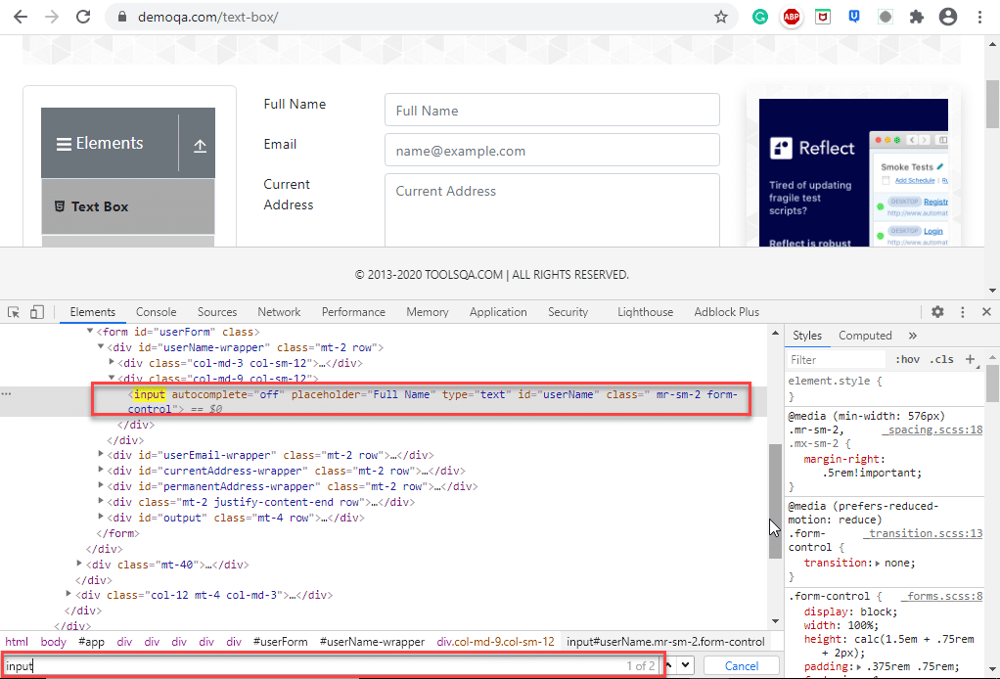 demoqa.com/text-box/
ABP
Full Name
Full Name
Elements
Email
name@example.com
Current
Address
Current Address
Text Box
Reflect
Tired of updating
fragile test
scripts?
Reflect is robust
Smoke Tests
Add Schedule
DESKTOP Registr
http://www.automat
DESKTOP Login
http://www.automat
© 2013-2020 TOOLSQA.COM | ALL RIGHTS RESERVED.
Elements Console Sources Network Performance Memory Application Security Lighthouse Adblock Plus
<form id="userForm" class>
<div id="userName-wrapper" class="mt-2 row">
<div class="col-md-3 col-sm-12">…</div>
<div class="col-md-9 col-sm-12">
<input autocomplete="off" placeholder="Full Name" type="text" id="userName" class=" mr-sm-2 form-
control"> == $0
</div>
</div>
<div id="userEmail-wrapper" class="mt-2 row">…</div>
<div id="currentAddress-wrapper" class="mt-2 row">…</div>
<div id="permanentAddress-wrapper" class="mt-2 row">…</div>
<div class="mt-2 justify-content-end row">…</div>
<div id="output" class="mt-4 row">…</div>
</form>
</div>
<div class="mt-40">…</div>
</div>
<div class="col-12 mt-4 col-md-3">…</div>
</div>
</div>
html body #app div div div div div #userForm #userName-wrapper div.col-md-9.col-sm-12 input#userName.mr-sm-2.form-control
input 1 of 2 Cancel
Styles Computed »
Filter :hov .cls +
element.style {
}
@media (min-width: 576px)
.mr-sm-2, _spacing.scss:18
.mx-sm-2 {
margin-right:
.5rem!important;
}
@media (prefers-reduced-
motion: reduce)
.form- _transition.scss:13
control {
transition: none;
}
.form-control { _forms.scss:8
display: block;
width: 100%;
height: calc(1.5em + .75rem
+ 2px);
padding: .375rem .75rem;